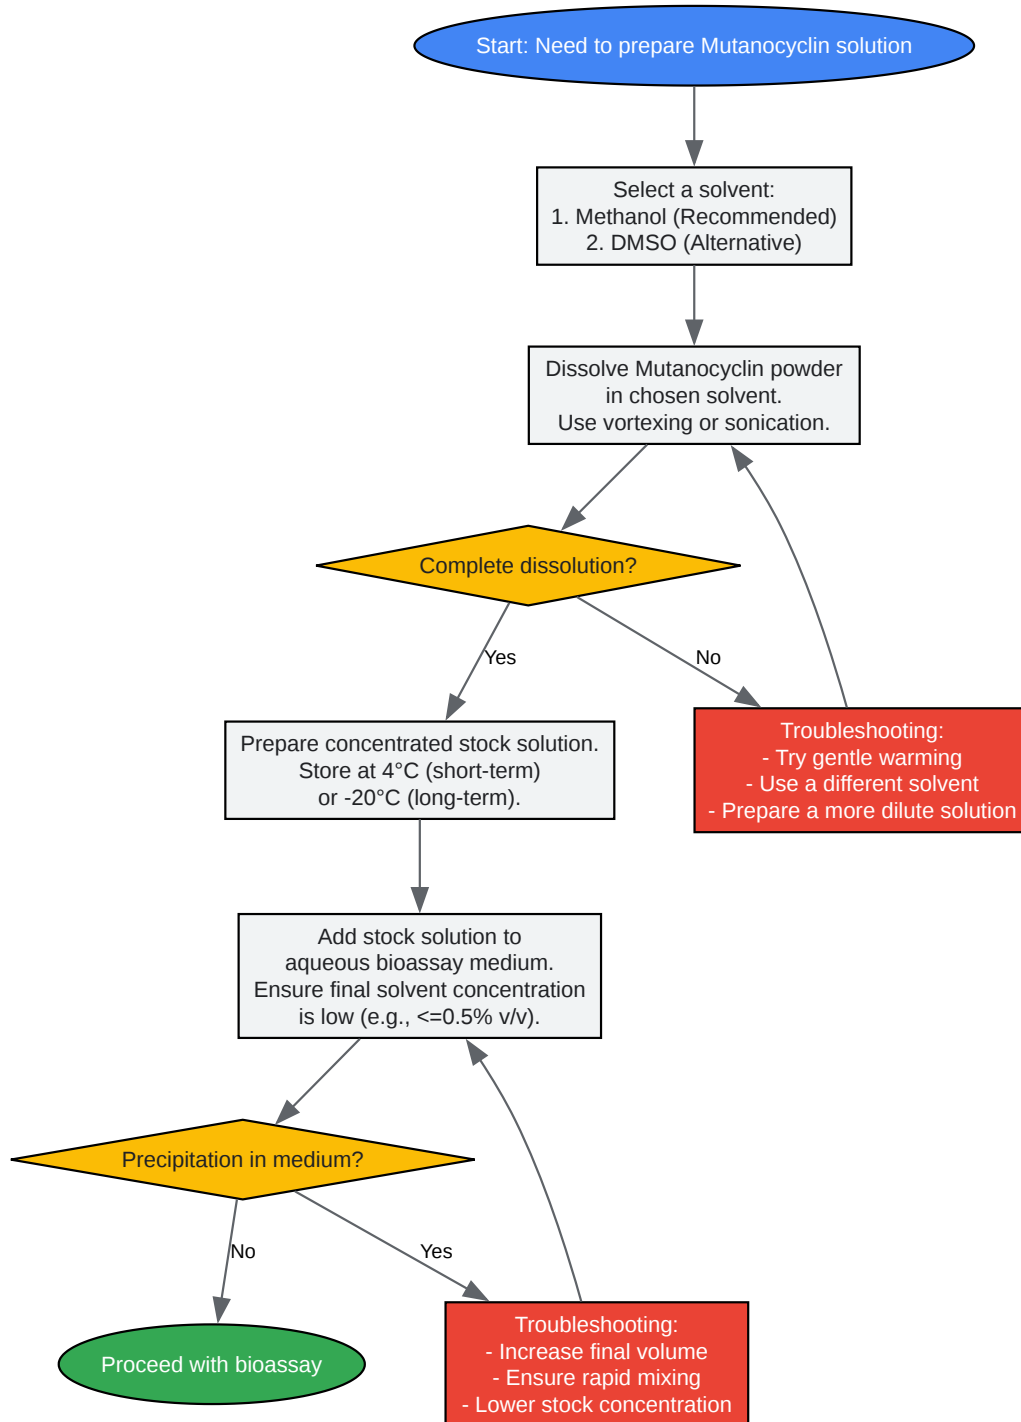 Start: Need to prepare Mutanocyclin solution
Select a solvent:
1. Methanol (Recommended)
2. DMSO (Alternative)
Dissolve Mutanocyclin powder
in chosen solvent.
Use vortexing or sonication.
Complete dissolution?
Yes
No
Prepare concentrated stock solution.
Store at 4°C (short-term)
or -20°C (long-term).
Troubleshooting:
- Try gentle warming
- Use a different solvent
- Prepare a more dilute solution
Add stock solution to
aqueous bioassay medium.
Ensure final solvent concentration
is low (e.g., <=0.5% v/v).
Precipitation in medium?
No
Yes
Proceed with bioassay
Troubleshooting:
- Increase final volume
- Ensure rapid mixing
- Lower stock concentration